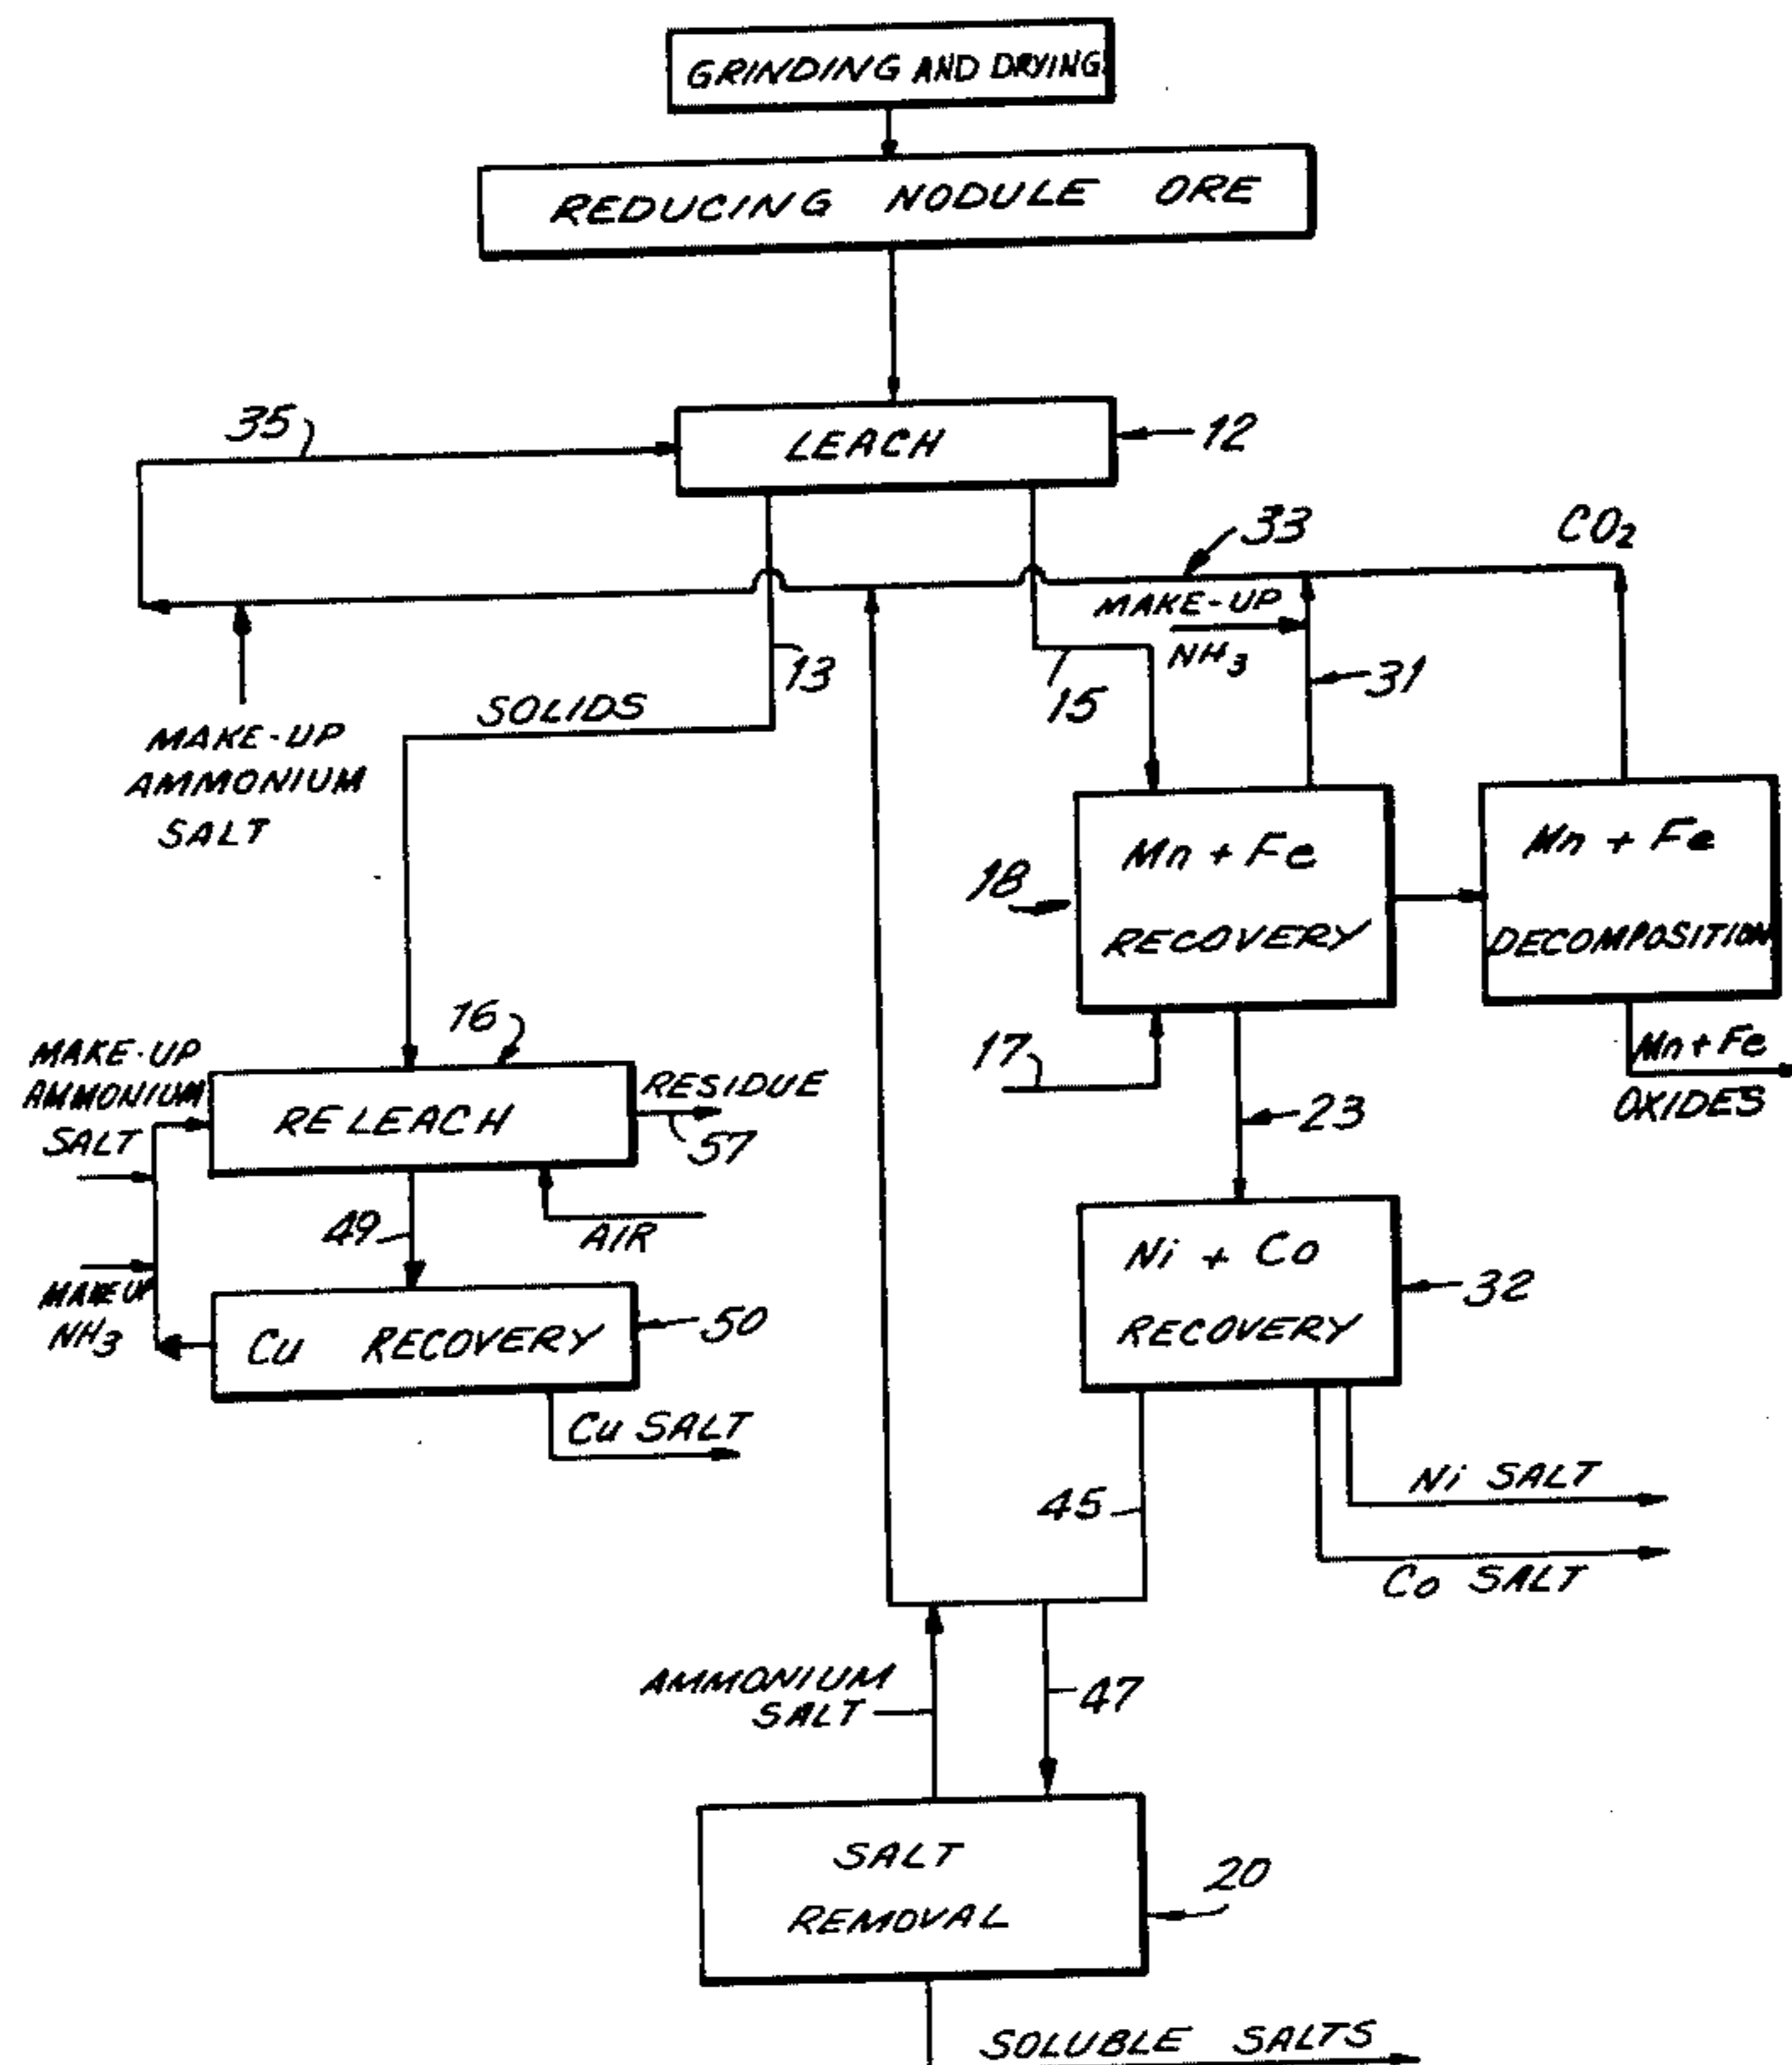 GRINDING AND DRYING
REDUCING NODULE ORE
35
LEACH
12
33
CO2
MAKE-UP
NH3
13
15
31
SOLIDS
MAKE-UP
AMMONIUM
SALT
18
Mn + Fe
RECOVERY
Mn + Fe
DECOMPOSITION
16
17
Mn + Fe
OXIDES
MAKE-UP
AMMONIUM
SALT
RELEACH
RESIDUE
57
23
49
AIR
Ni + Co
RECOVERY
32
MAKE UP
NH3
Cu RECOVERY
50
Cu SALT
45
Ni SALT
Co SALT
AMMONIUM
SALT
47
SALT
REMOVAL
20
SOLUBLE SALTS